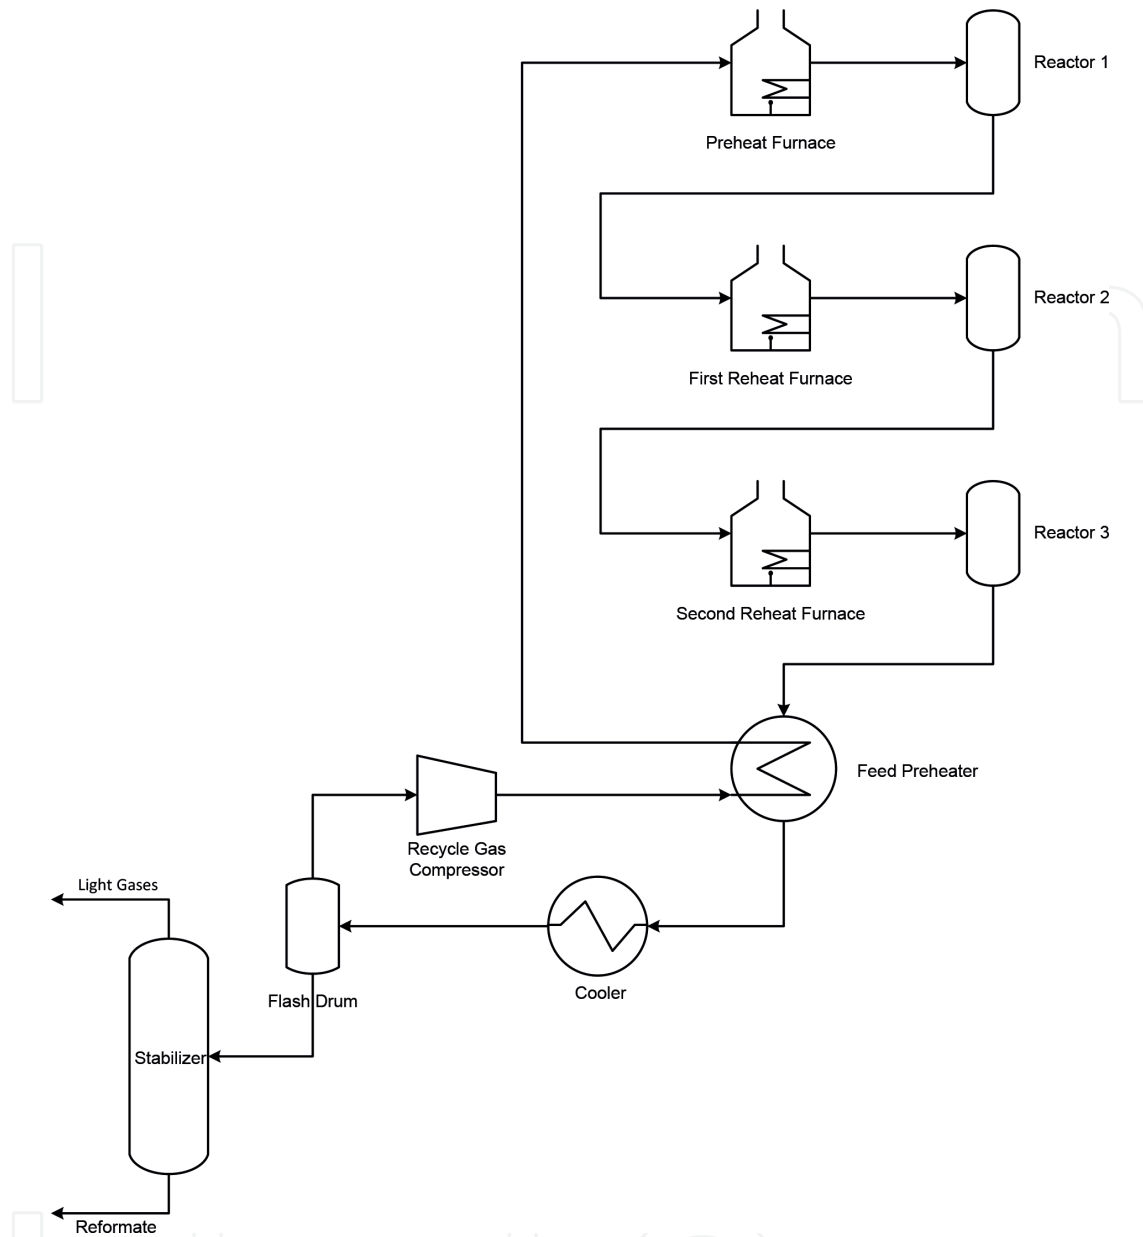 Reactor 1
Preheat Furnace
Reactor 2
First Reheat Furnace
Reactor 3
Second Reheat Furnace
Feed Preheater
Recycle Gas
Compressor
Light Gases
Flash Drum
Cooler
Stabilizer
Reformate